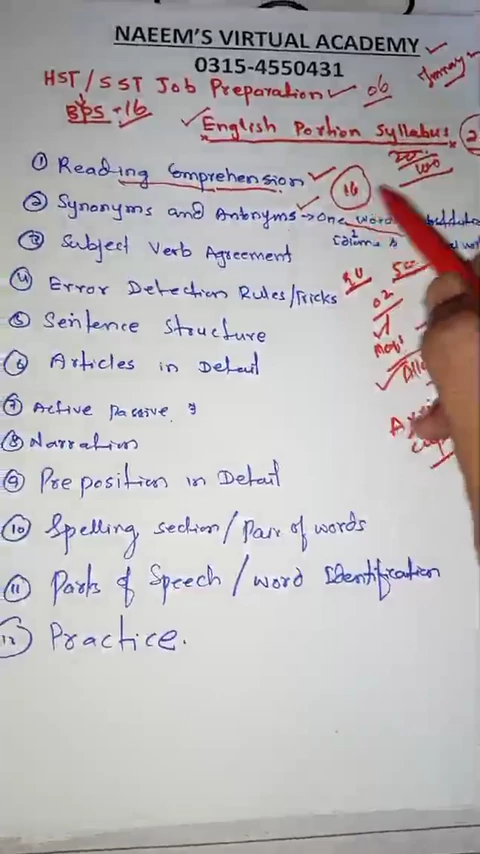 NAEEM'S VIRTUAL ACADEMY
0315-4550431
HST/SST Job Preparation 06
BPS-16
English Portion Syllabus 2
20
100
① Reading Comprehension 16
② Synonyms and Antonyms → One word
③ Subject Verb Agreement
④ Error Detection Rules/Tricks
⑤ Sentence Structure
⑥ Articles in Detail
⑦ Active Passive
⑧ Narration
⑨ Preposition in Detail
⑩ Spelling section/Pair of words
⑪ Parts of Speech / word Identification
12 Practice.